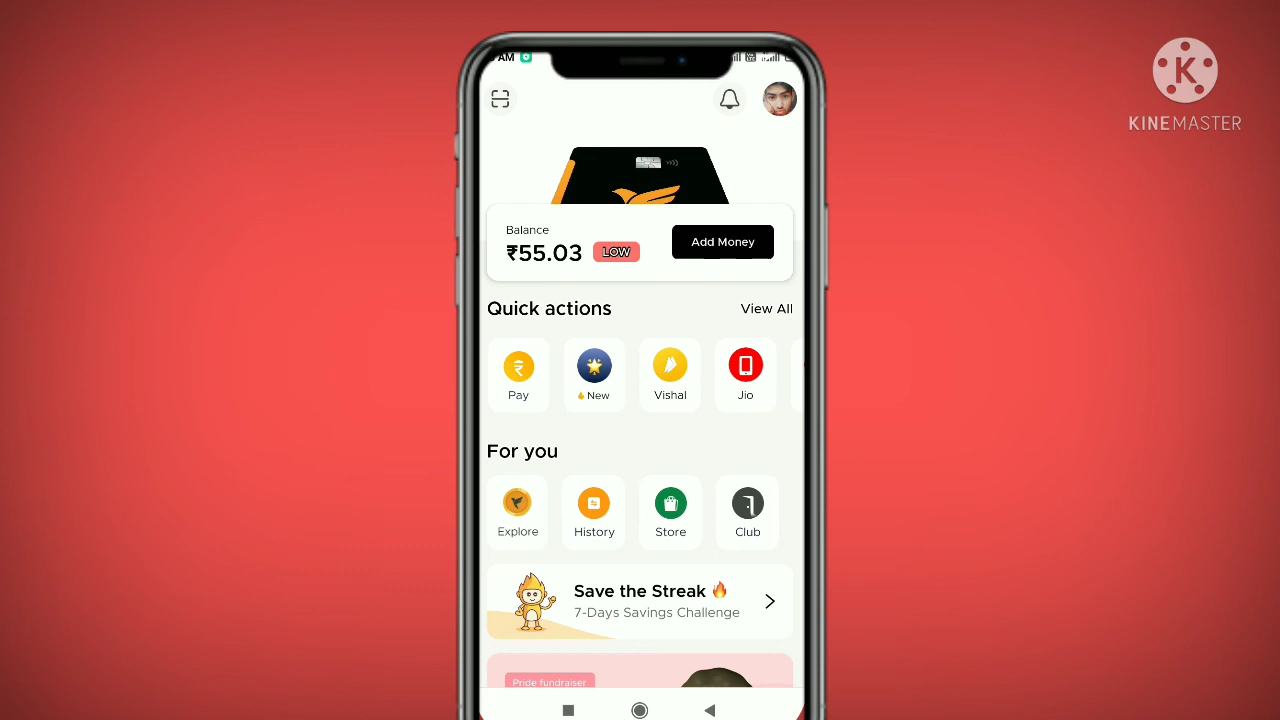 AM
K
KINEMASTER
Balance
₹55.03 LOW
Add Money
Quick actions
View All
Pay
New
Vishal
Jio
For you
Explore
History
Store
Club
Save the Streak 🔥
7-Days Savings Challenge
Pride fundraiser